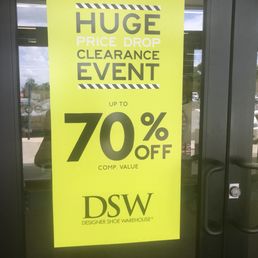 HUGE
PRICE DROP
CLEARANCE
EVENT
UP TO
70% OFF
COMP. VALUE
DSW
DESIGNER SHOE WAREHOUSE